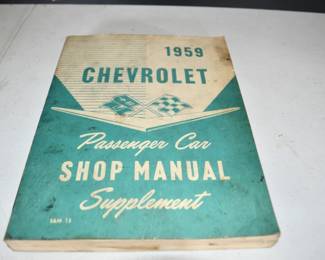 1959
CHEVROLET
Passenger Car
SHOP MANUAL
Supplement